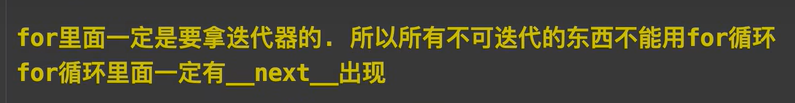 for里面一定是要拿迭代器的. 所以所有不可迭代的东西不能用for循环
for循环里面一定有__next__出现